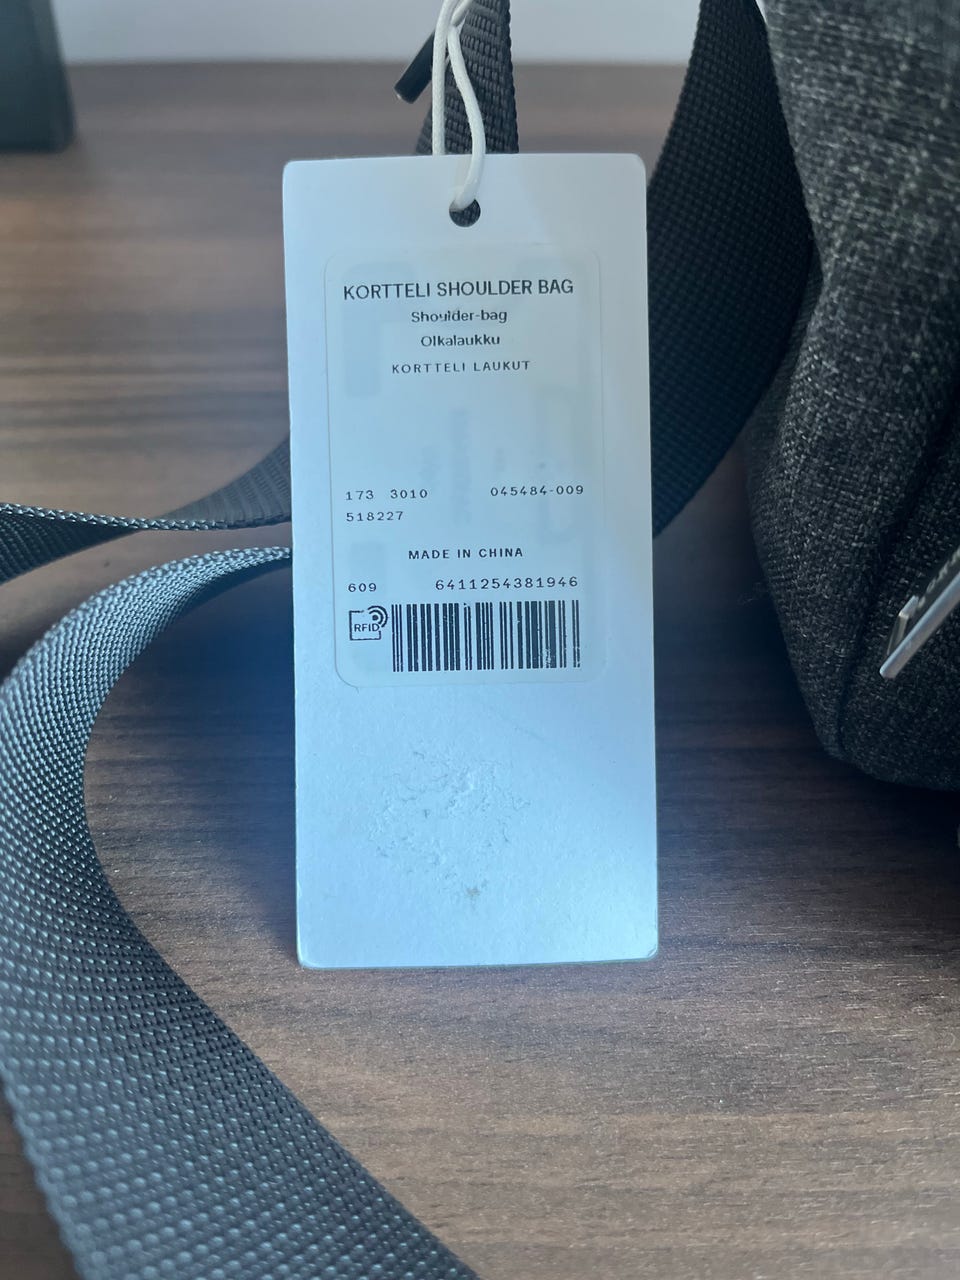 KORTTELI SHOULDER BAG
Shoulder-bag
Olkalaukku
KORTTELI LAUKUT
173 3010 045484-009
518227
MADE IN CHINA
609 6411254381946
RFID